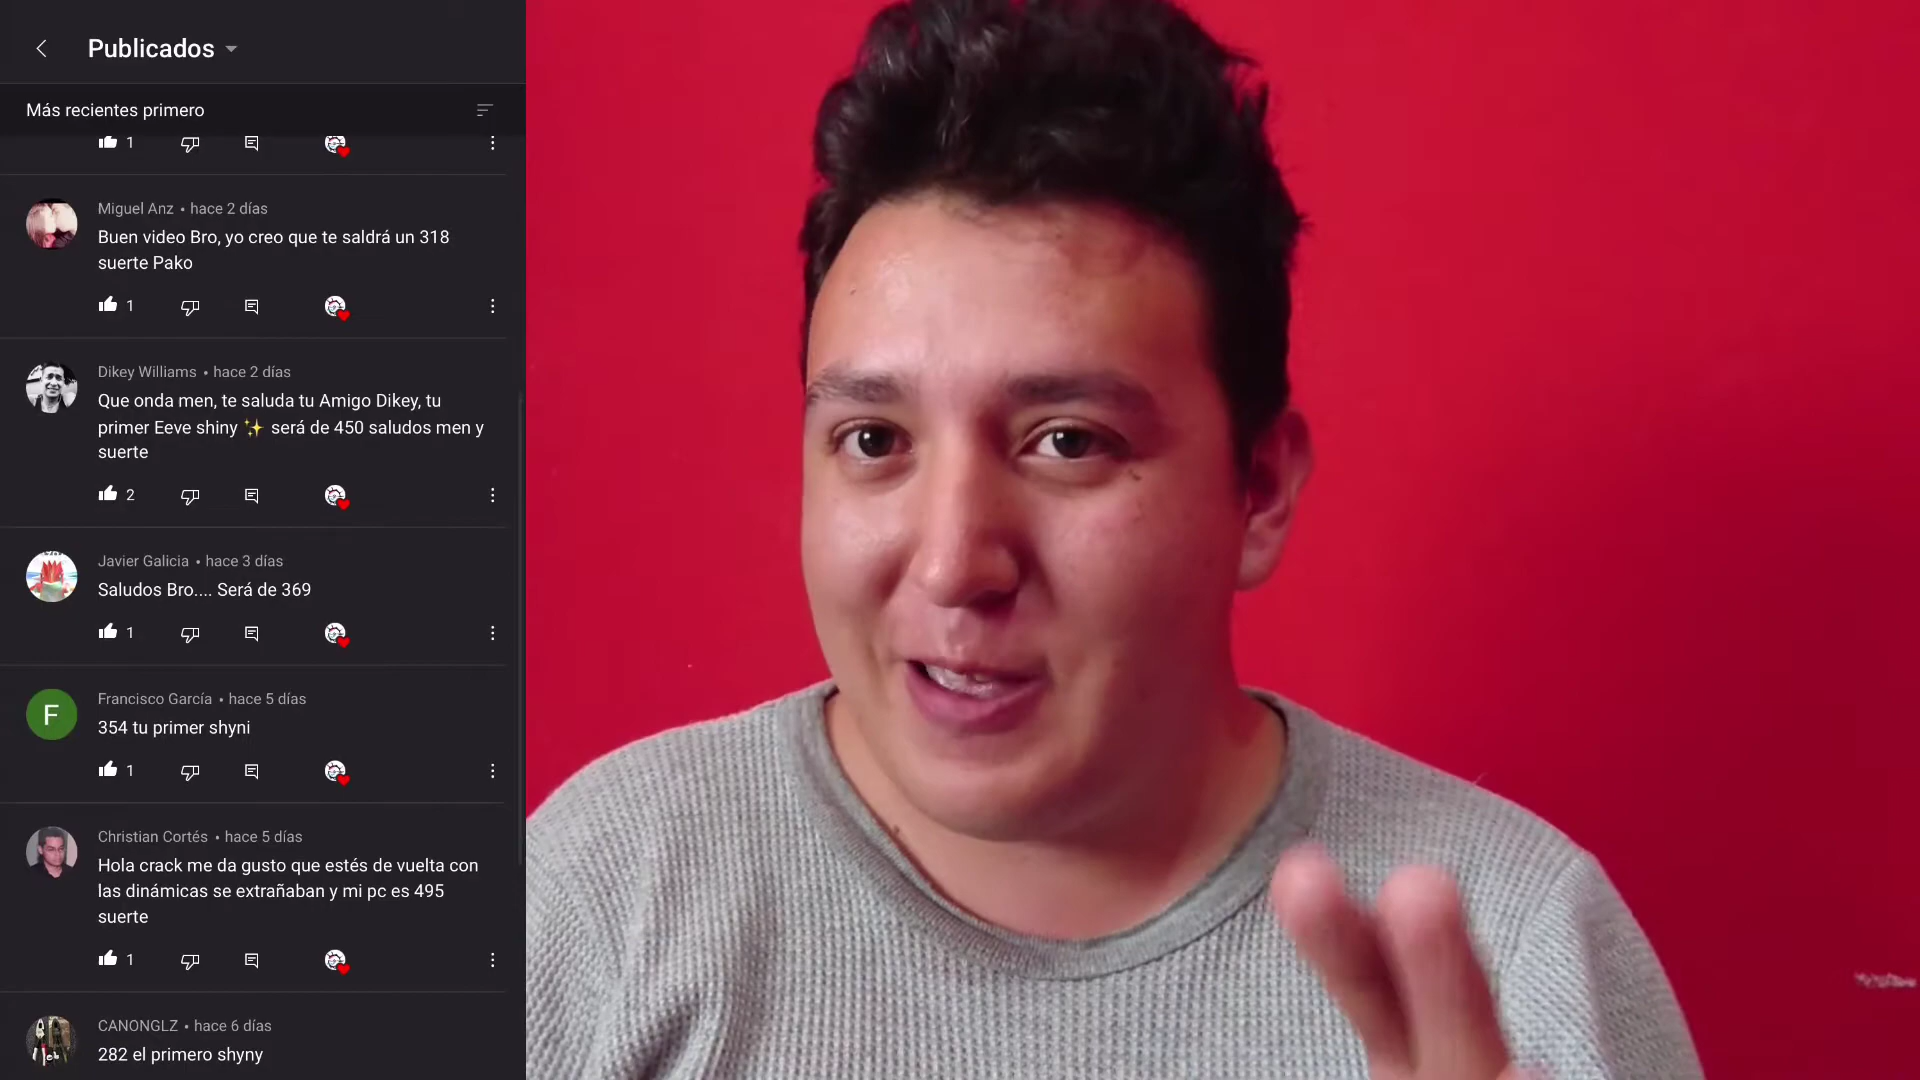 Publicados
Más recientes primero
1
Miguel Anz • hace 2 días
Buen video Bro, yo creo que te saldrá un 318
suerte Pako
1
Dikey Williams • hace 2 días
Que onda men, te saluda tu Amigo Dikey, tu
primer Eeve shiny ✨ será de 450 saludos men y
suerte
2
Javier Galicia • hace 3 días
Saludos Bro.... Será de 369
1
Francisco García • hace 5 días
F
354 tu primer shyni
1
Christian Cortés • hace 5 días
Hola crack me da gusto que estés de vuelta con
las dinámicas se extrañaban y mi pc es 495
suerte
1
CANONGLZ • hace 6 días
282 el primero shyny